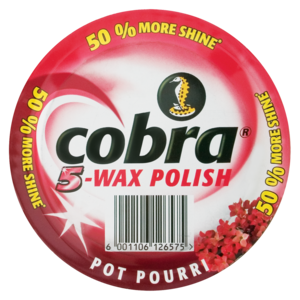 50 % MORE SHINE*
50 % MORE SHINE*
50 % MORE SHINE*
cobra®
5-WAX POLISH
6 001106 126575 >
POT POURRI